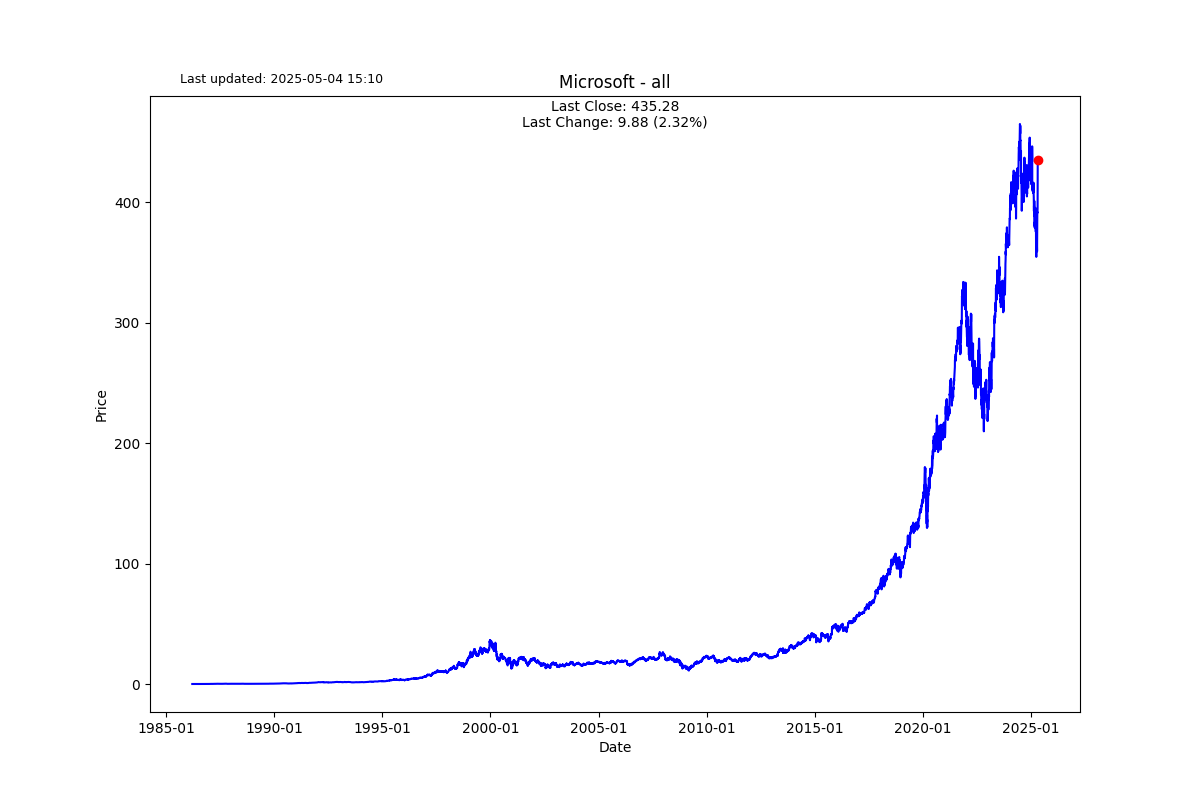 Last updated: 2025-05-04 15:10
Microsoft - all
Last Close: 435.28
Last Change: 9.88 (2.32%)
Price
400
300
200
100
0
1985-01 1990-01 1995-01 2000-01 2005-01 2010-01 2015-01 2020-01 2025-01
Date